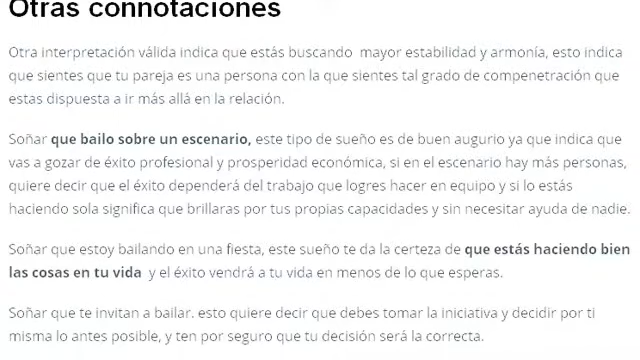 Otras connotaciones
Otra interpretación válida indica que estás buscando mayor estabilidad y armonía, esto indica
que sientes que tu pareja es una persona con la que sientes tal grado de compenetración que
estas dispuesta a ir más allá en la relación.
Soñar que bailo sobre un escenario, este tipo de sueño es de buen augurio ya que indica que
vas a gozar de éxito profesional y prosperidad económica, si en el escenario hay más personas,
quiere decir que el éxito dependerá del trabajo que logres hacer en equipo y si lo estás
haciendo sola significa que brillaras por tus propias capacidades y sin necesitar ayuda de nadie.
Soñar que estoy bailando en una fiesta, este sueño te da la certeza de que estás haciendo bien
las cosas en tu vida y el éxito vendrá a tu vida en menos de lo que esperas.
Soñar que te invitan a bailar. esto quiere decir que debes tomar la iniciativa y decidir por ti
misma lo antes posible, y ten por seguro que tu decisión será la correcta.